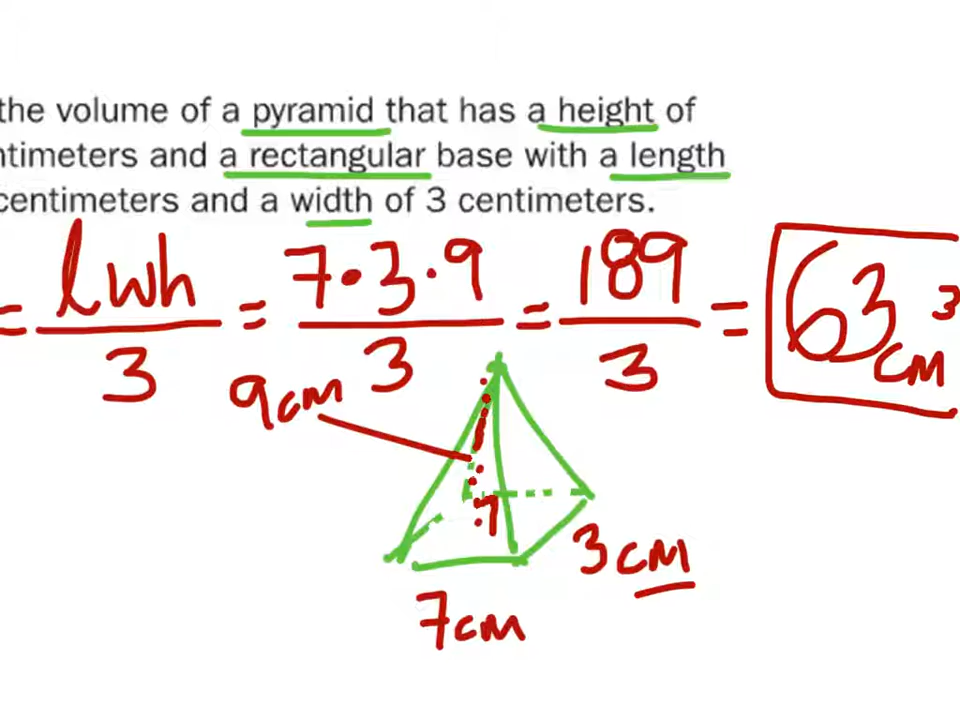 the volume of a pyramid that has a height of
ntimeters and a rectangular base with a length
centimeters and a width of 3 centimeters.
= lwh/3 = 7·3·9/3 = 189/3 = 63 cm³
9cm
3cm
7cm